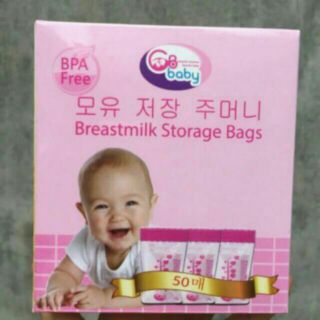 BPA
Free
GB
baby
모유 저장 주머니
Breastmilk Storage Bags
50매